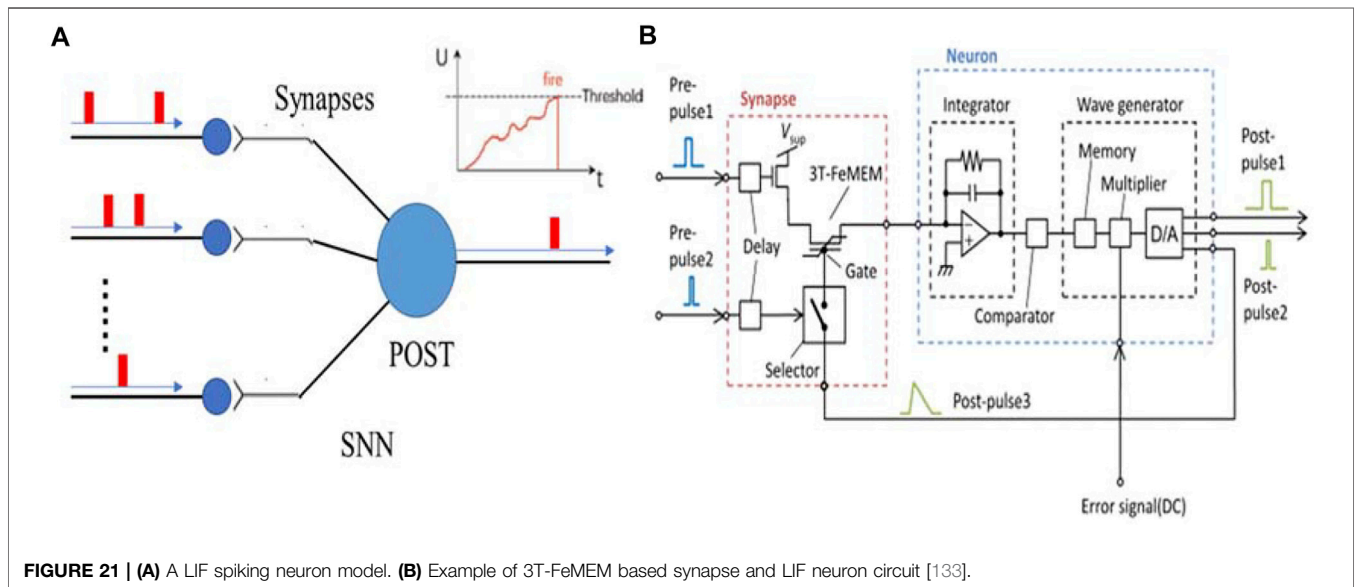 A
Synapses
U
fire
Threshold
t
POST
SNN
B
Neuron
Pre-
pulse1
Synapse
Integrator
Wave generator
Post-
pulse1
Vsup
Memory
3T-FeMEM
Multiplier
Pre-
pulse2
Delay
D/A
Gate
Post-
pulse2
Comparator
Selector
Post-pulse3
Error signal(DC)
FIGURE 21 | (A) A LIF spiking neuron model. (B) Example of 3T-FeMEM based synapse and LIF neuron circuit [133].